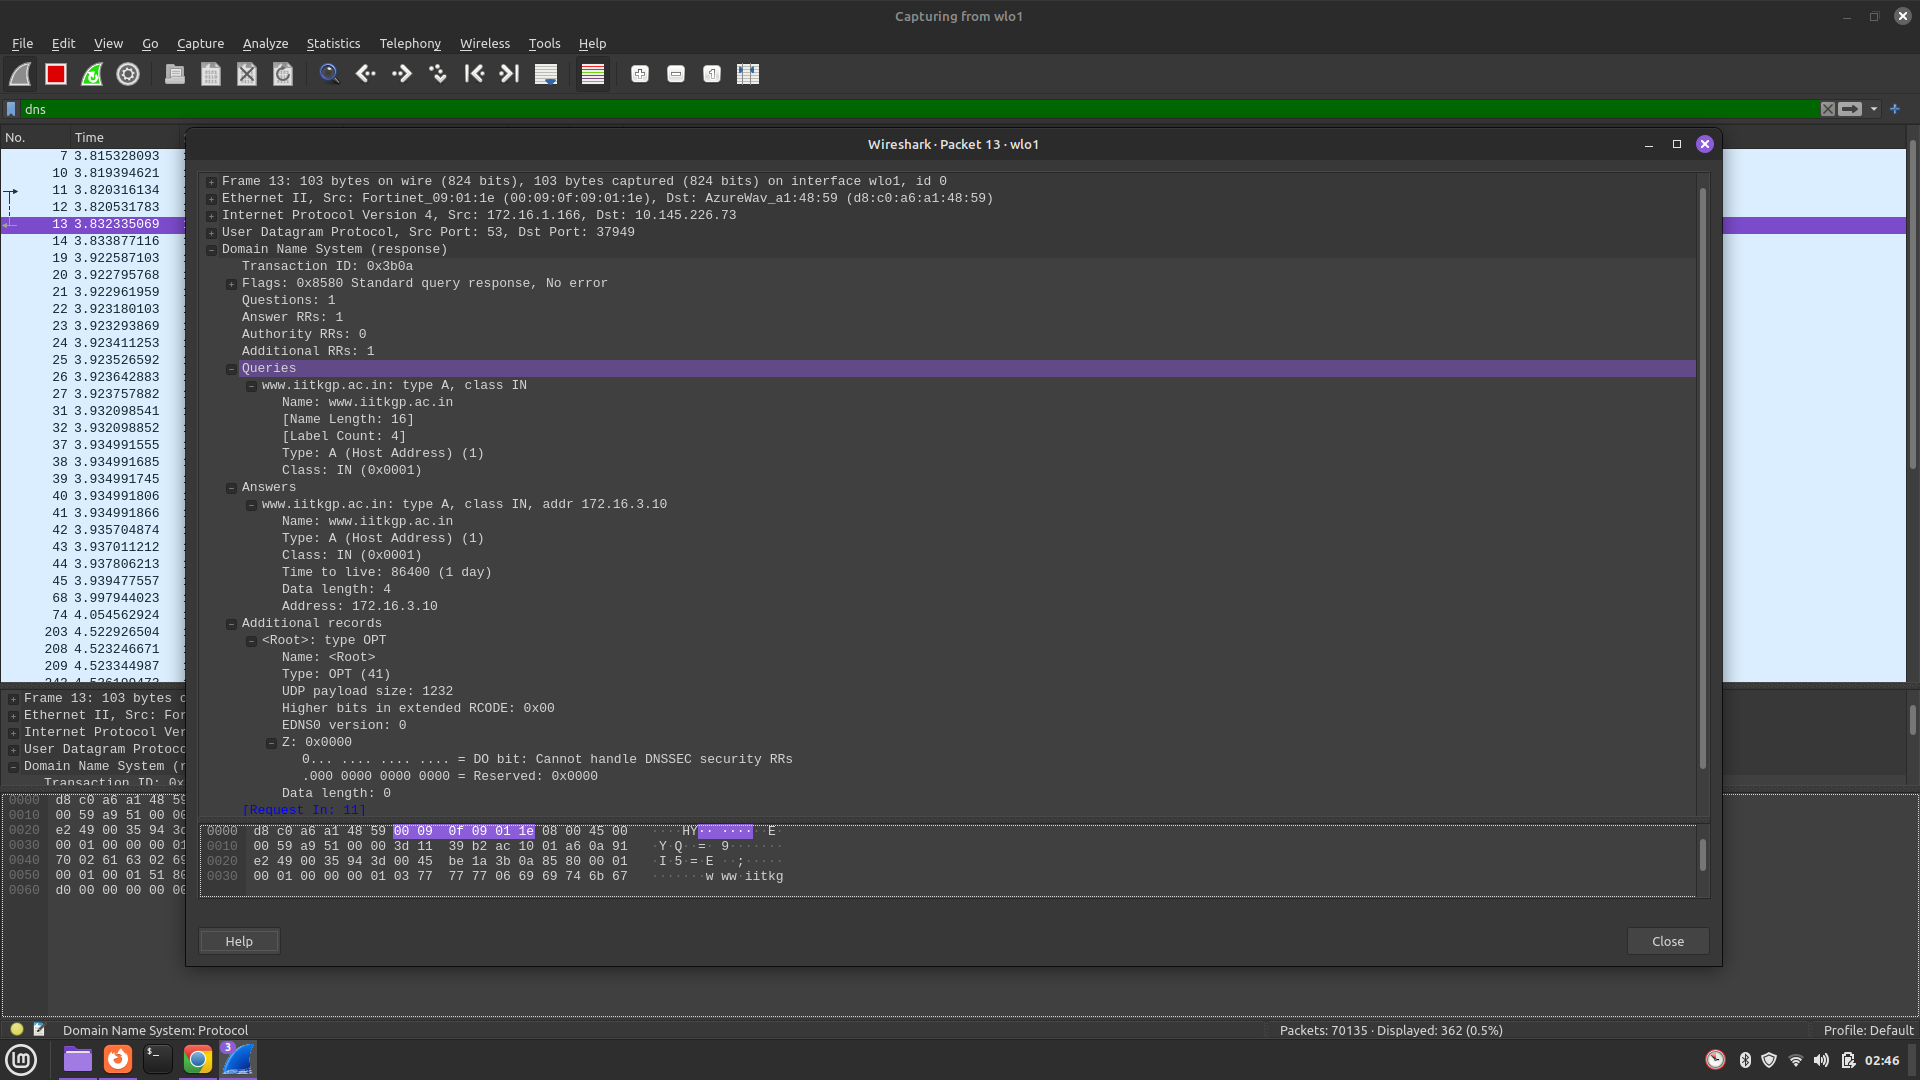 Capturing from wlo1
File Edit View Go Capture Analyze Statistics Telephony Wireless Tools Help
dns
No. Time
7 3.815328093
10 3.819394621
11 3.820316134
12 3.820531783
13 3.832335069
14 3.833877116
19 3.922587103
20 3.922795768
21 3.922961959
22 3.923180103
23 3.923293869
24 3.923411253
25 3.923526592
26 3.923642883
27 3.923757882
31 3.932098541
32 3.932098852
37 3.934991555
38 3.934991685
39 3.934991745
40 3.934991806
41 3.934991866
42 3.935704874
43 3.937011212
44 3.937806213
45 3.939477557
68 3.997944023
74 4.054562924
203 4.522926504
208 4.523246671
209 4.523344987
Frame 13: 103 bytes
Ethernet II, Src: For
Internet Protocol Ver
User Datagram Protoc
Domain Name System (r
Transaction ID: 0x
0000 d8 c0 a6 a1 48 59
0010 00 59 a9 51 00 00
0020 e2 49 00 35 94 3d
0030 00 01 00 00 00 01
0040 70 02 61 63 02 69
0050 00 01 00 01 51 80
0060 d0 00 00 00 00 00
Wireshark · Packet 13 · wlo1
Frame 13: 103 bytes on wire (824 bits), 103 bytes captured (824 bits) on interface wlo1, id 0
Ethernet II, Src: Fortinet_09:01:1e (00:09:0f:09:01:1e), Dst: AzureWav_a1:48:59 (d8:c0:a6:a1:48:59)
Internet Protocol Version 4, Src: 172.16.1.166, Dst: 10.145.226.73
User Datagram Protocol, Src Port: 53, Dst Port: 37949
Domain Name System (response)
Transaction ID: 0x3b0a
Flags: 0x8580 Standard query response, No error
Questions: 1
Answer RRs: 1
Authority RRs: 0
Additional RRs: 1
Queries
www.iitkgp.ac.in: type A, class IN
Name: www.iitkgp.ac.in
[Name Length: 16]
[Label Count: 4]
Type: A (Host Address) (1)
Class: IN (0x0001)
Answers
www.iitkgp.ac.in: type A, class IN, addr 172.16.3.10
Name: www.iitkgp.ac.in
Type: A (Host Address) (1)
Class: IN (0x0001)
Time to live: 86400 (1 day)
Data length: 4
Address: 172.16.3.10
Additional records
<Root>: type OPT
Name: <Root>
Type: OPT (41)
UDP payload size: 1232
Higher bits in extended RCODE: 0x00
EDNS0 version: 0
Z: 0x0000
0... .... .... .... = DO bit: Cannot handle DNSSEC security RRs
.000 0000 0000 0000 = Reserved: 0x0000
Data length: 0
[Request In: 11]
0000 d8 c0 a6 a1 48 59 00 09 0f 09 01 1e 08 00 45 00 ····HY·· ······E·
0010 00 59 a9 51 00 00 3d 11 39 b2 ac 10 01 a6 0a 91 ·Y·Q··=· 9·······
0020 e2 49 00 35 94 3d 00 45 be 1a 3b 0a 85 80 00 01 ·I·5·=·E ··;·····
0030 00 01 00 00 00 01 03 77 77 77 06 69 69 74 6b 67 ·······w ww·iitkg
Help
Close
Domain Name System: Protocol
Packets: 70135 · Displayed: 362 (0.5%)
Profile: Default
3
02:46